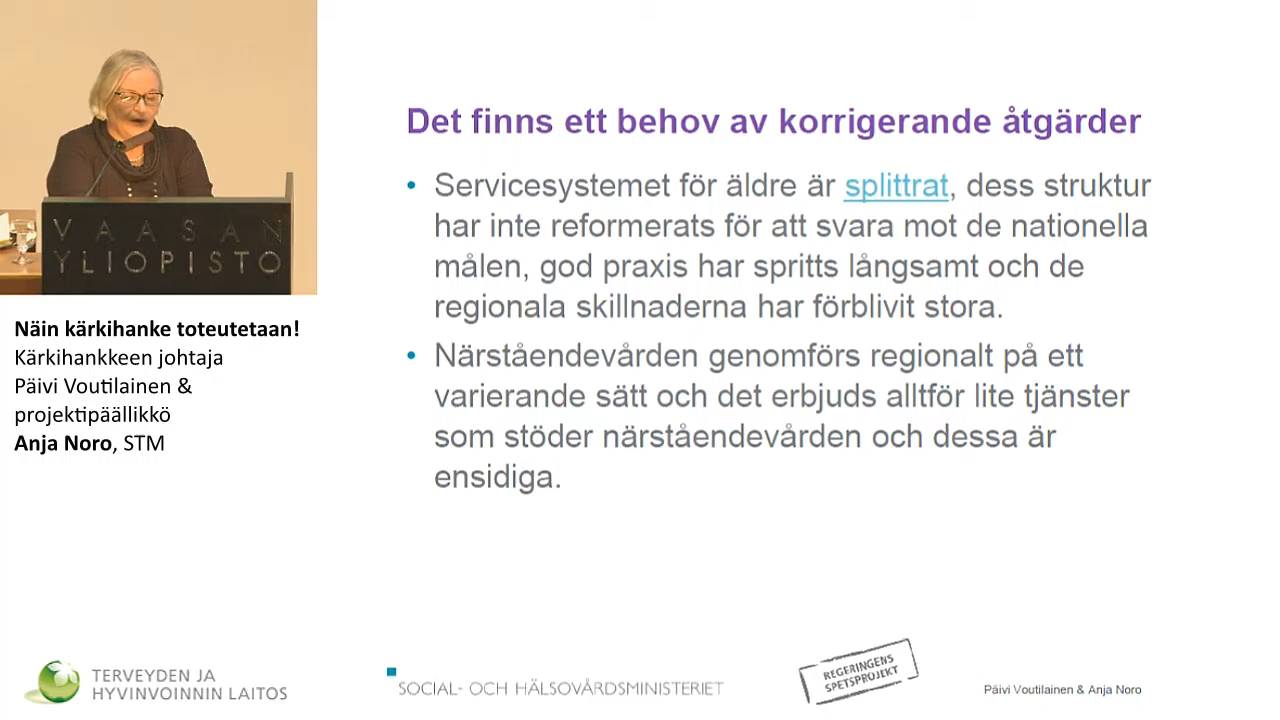 VAASAN
YLIOPISTO
Näin kärkihanke toteutetaan!
Kärkihankkeen johtaja
Päivi Voutilainen &
projektipäällikkö
Anja Noro, STM
TERVEYDEN JA
HYVINVOINNIN LAITOS
Det finns ett behov av korrigerande åtgärder
• Servicesystemet för äldre är splittrat, dess struktur
har inte reformerats för att svara mot de nationella
målen, god praxis har spritts långsamt och de
regionala skillnaderna har förblivit stora.
• Närståendevården genomförs regionalt på ett
varierande sätt och det erbjuds alltför lite tjänster
som stöder närståendevården och dessa är
ensidiga.
SOCIAL- OCH HÄLSOVÅRDSMINISTERIET
REGERINGENS
SPETSPROJEKT
Päivi Voutilainen & Anja Noro